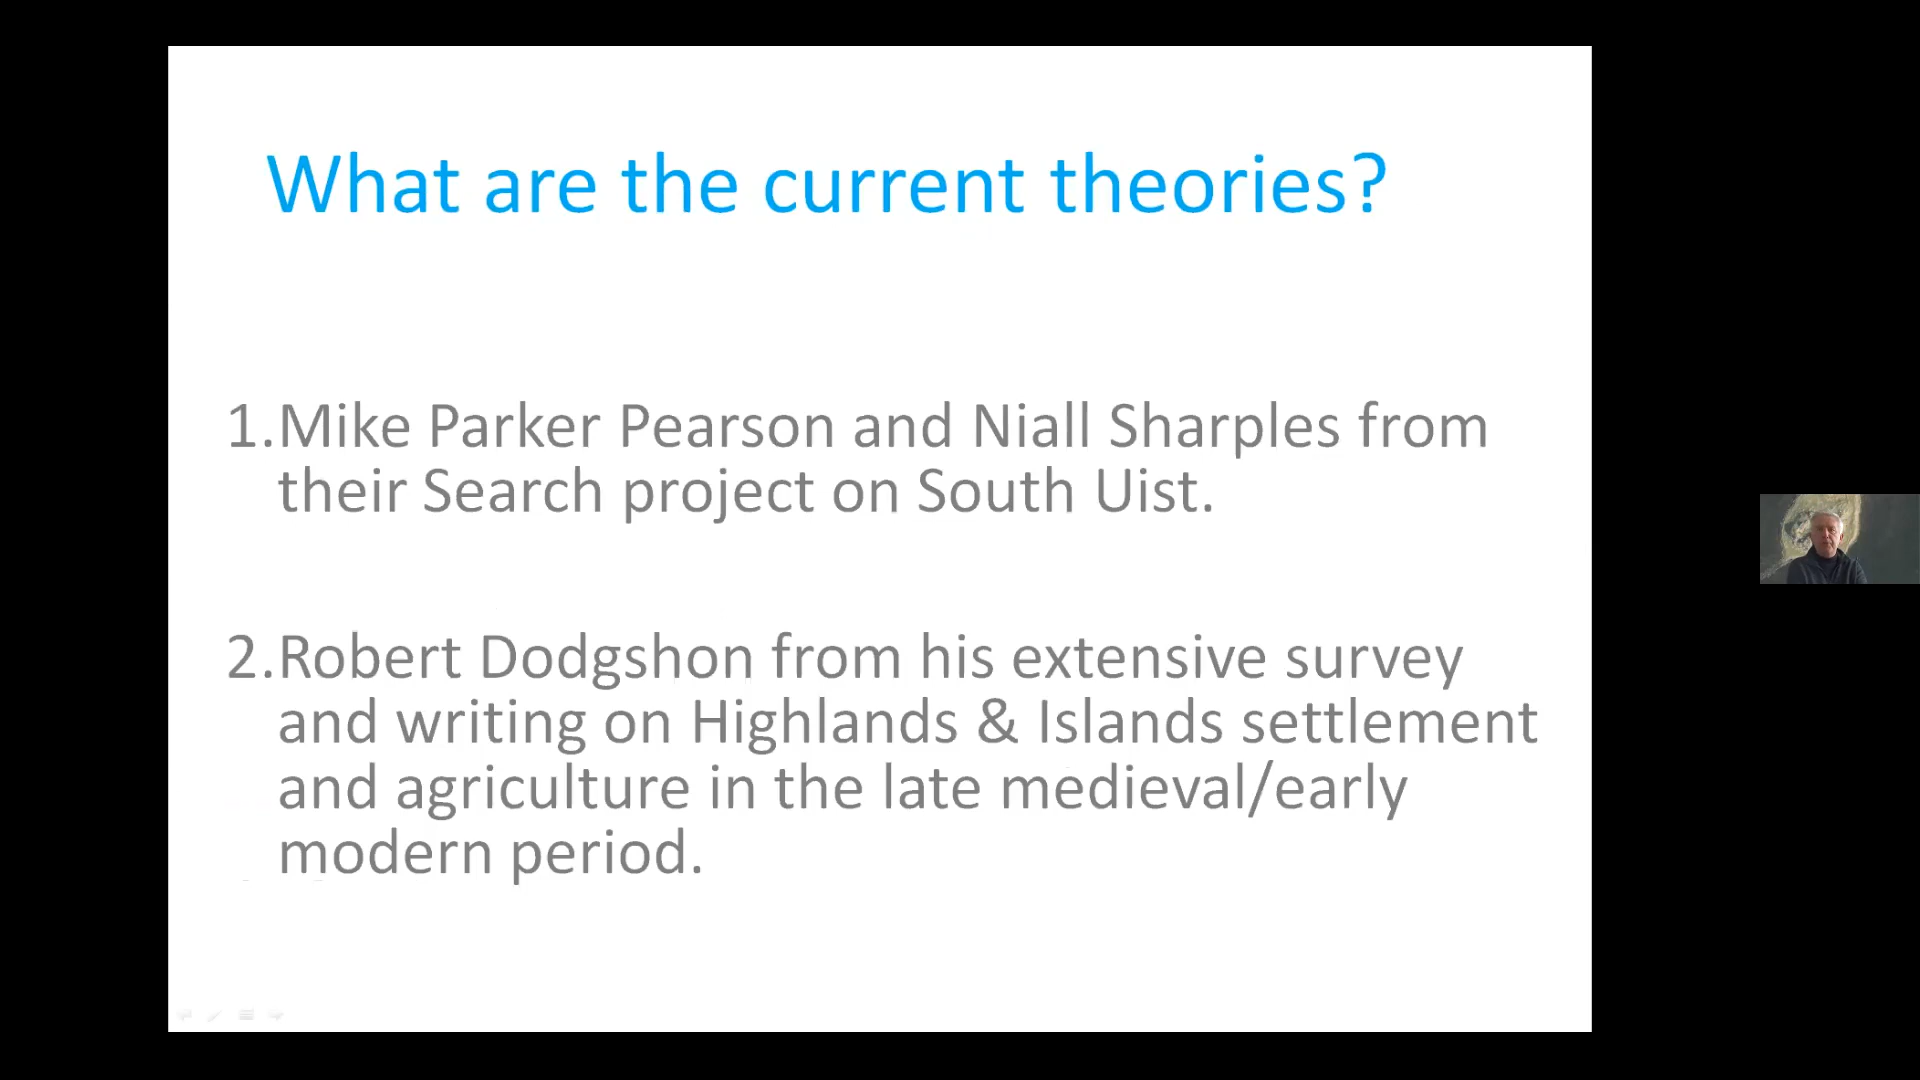 What are the current theories?
1.Mike Parker Pearson and Niall Sharples from
their Search project on South Uist.
2.Robert Dodgshon from his extensive survey
and writing on Highlands & Islands settlement
and agriculture in the late medieval/early
modern period.